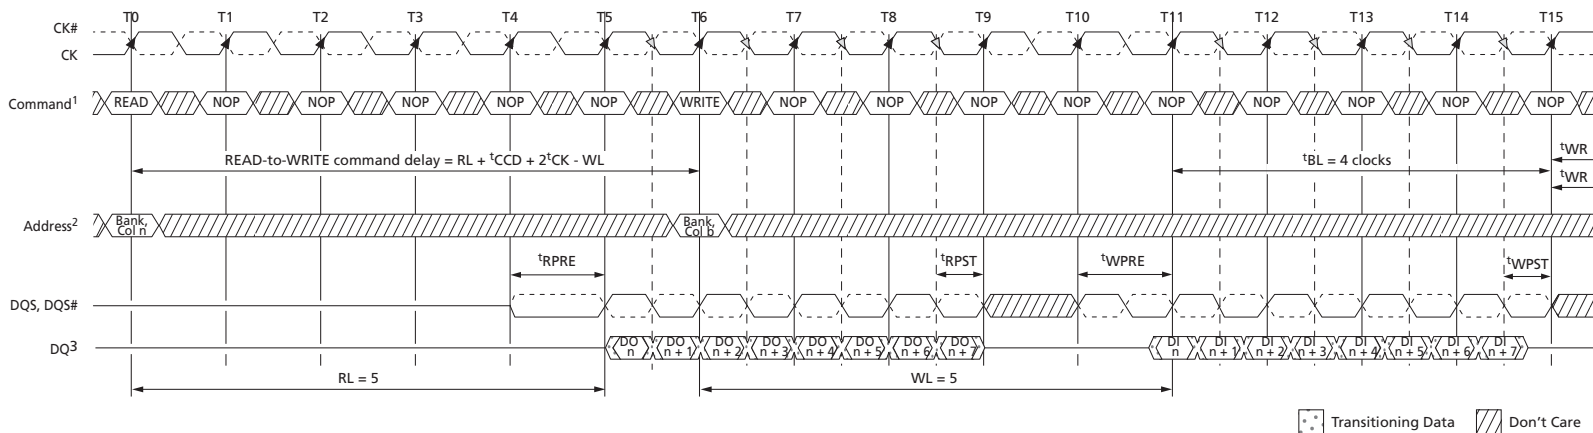 T0 T1 T2 T3 T4 T5 T6 T7 T8 T9 T10 T11 T12 T13 T14 T15
CK#
CK
Command1 READ NOP NOP NOP NOP NOP WRITE NOP NOP NOP NOP NOP NOP NOP NOP NOP
READ-to-WRITE command delay = RL + tCCD + 2tCK - WL tBL = 4 clocks tWR
tWR
Address2 Bank, Col n Bank, Col b
tRPRE tRPST tWPRE tWPST
DQS, DQS#
DQ3 DO n DO n + 1 DO n + 2 DO n + 3 DO n + 4 DO n + 5 DO n + 6 DO n + 7 DI n DI n + 1 DI n + 2 DI n + 3 DI n + 4 DI n + 5 DI n + 6 DI n + 7
RL = 5 WL = 5
Transitioning Data Don't Care